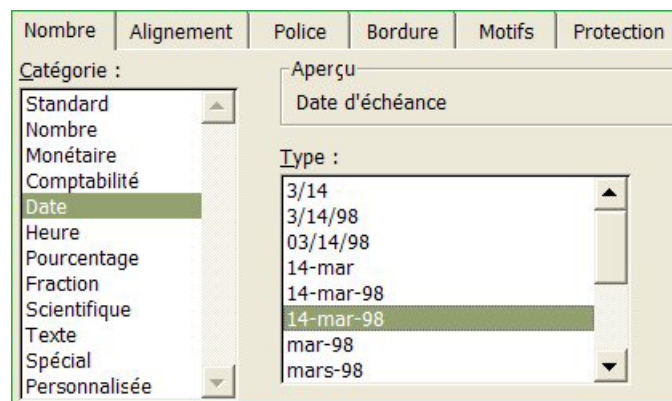 Nombre Alignement Police Bordure Motifs Protection
Catégorie :
Standard
Nombre
Monétaire
Comptabilité
Date
Heure
Pourcentage
Fraction
Scientifique
Texte
Spécial
Personnalisée
Aperçu
Date d'échéance
Type :
3/14
3/14/98
03/14/98
14-mar
14-mar-98
14-mar-98
mar-98
mars-98